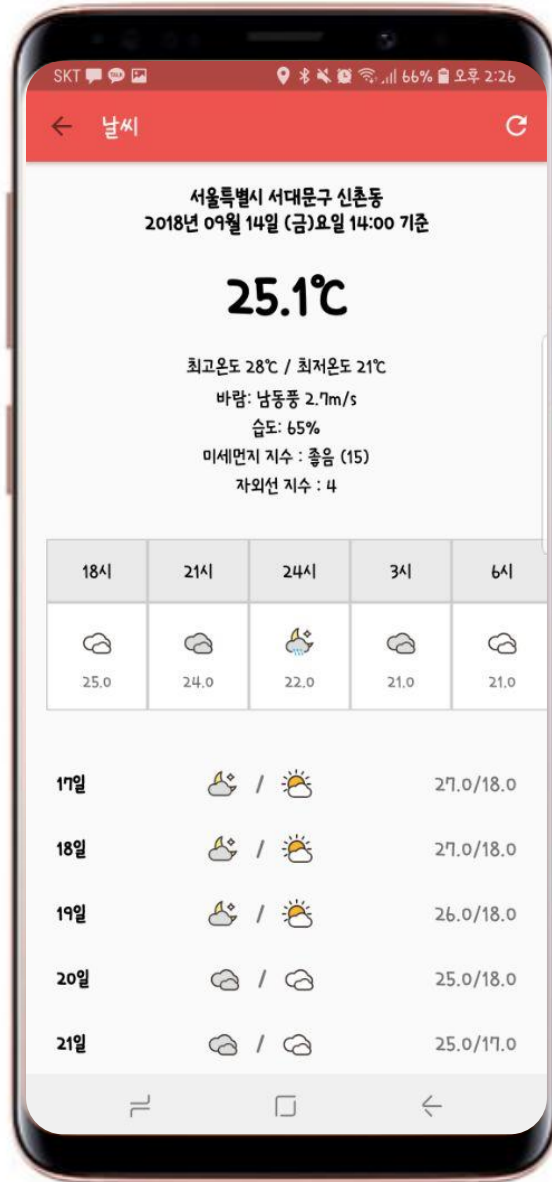 SKT 66% 오후 2:26
날씨
서울특별시 서대문구 신촌동
2018년 09월 14일 (금)요일 14:00 기준
25.1℃
최고온도 28℃ / 최저온도 21℃
바람: 남동풍 2.7m/s
습도: 65%
미세먼지 지수 : 좋음 (15)
자외선 지수 : 4
18시 21시 24시 3시 6시
25.0 24.0 22.0 21.0 21.0
17일 / 27.0/18.0
18일 / 27.0/18.0
19일 / 26.0/18.0
20일 / 25.0/18.0
21일 / 25.0/17.0